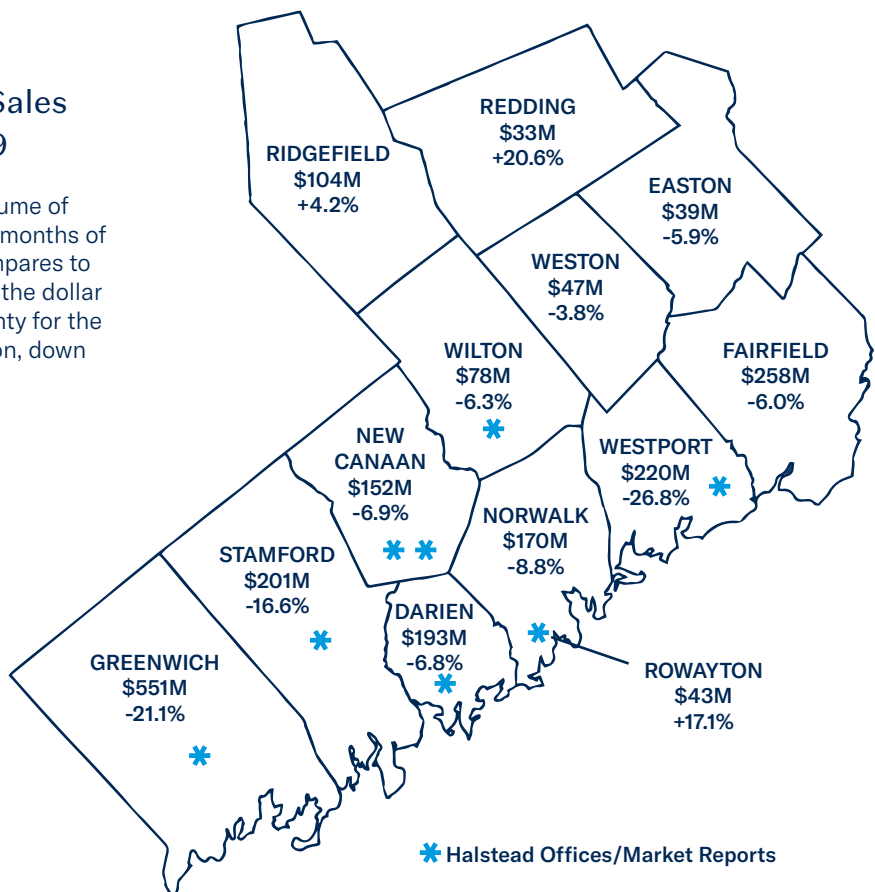 Sales
9
ume of
months of
mpares to
the dollar
nty for the
on, down
REDDING
$33M
+20.6%
RIDGEFIELD
$104M
+4.2%
EASTON
$39M
-5.9%
WESTON
$47M
-3.8%
WILTON
$78M
-6.3%
FAIRFIELD
$258M
-6.0%
NEW
CANAAN
$152M
-6.9%
WESTPORT
$220M
-26.8%
NORWALK
$170M
-8.8%
STAMFORD
$201M
-16.6%
DARIEN
$193M
-6.8%
GREENWICH
$551M
-21.1%
ROWAYTON
$43M
+17.1%
Halstead Offices/Market Reports